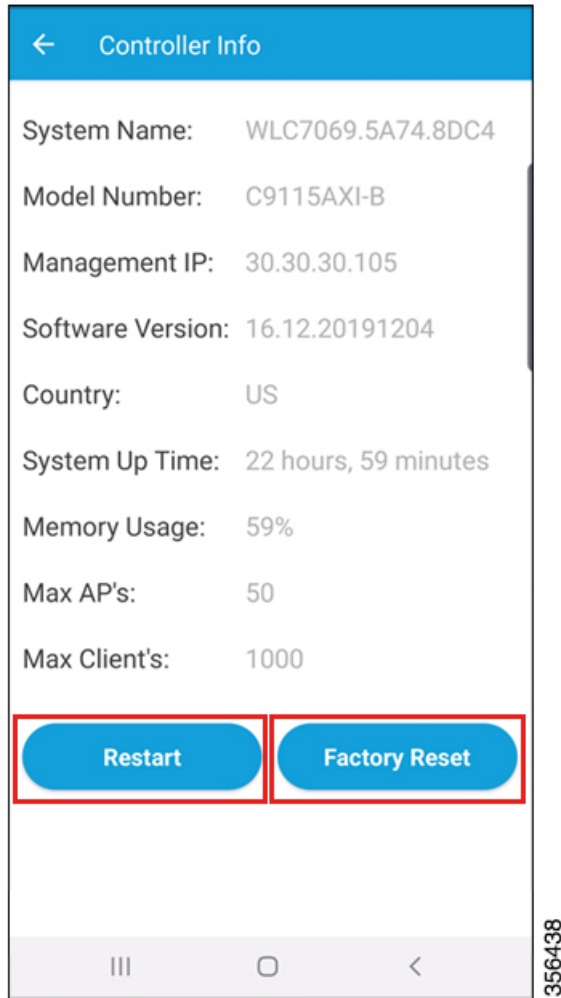 Controller Info
System Name: WLC7069.5A74.8DC4
Model Number: C9115AXI-B
Management IP: 30.30.30.105
Software Version: 16.12.20191204
Country: US
System Up Time: 22 hours, 59 minutes
Memory Usage: 59%
Max AP's: 50
Max Client's: 1000
Restart Factory Reset
356438